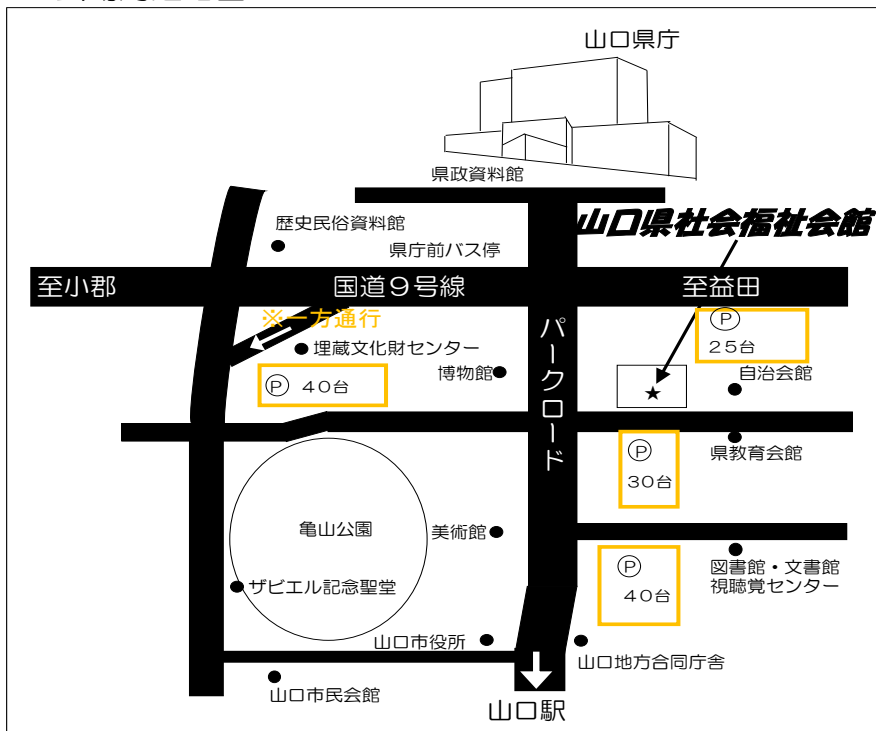 山口県庁
県政資料館
山口県社会福祉会館
歴史民俗資料館
県庁前バス停
至小郡
国道9号線
至益田
※一方通行
埋蔵文化財センター
Ⓟ 40台
博物館
パークロード
Ⓟ
25台
★
自治会館
県教育会館
Ⓟ
30台
亀山公園
美術館
Ⓟ
40台
図書館・文書館
視聴覚センター
ザビエル記念聖堂
山口市役所
山口地方合同庁舎
山口市民会館
山口駅